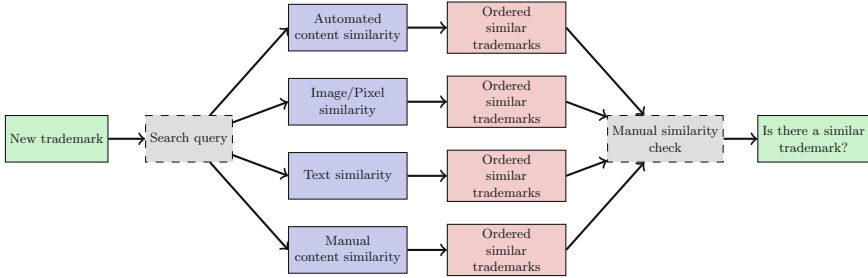 New trademark
Search query
Automated
content similarity
Ordered
similar
trademarks
Image/Pixel
similarity
Ordered
similar
trademarks
Text similarity
Ordered
similar
trademarks
Manual
content similarity
Ordered
similar
trademarks
Manual similarity
check
Is there a similar
trademark?